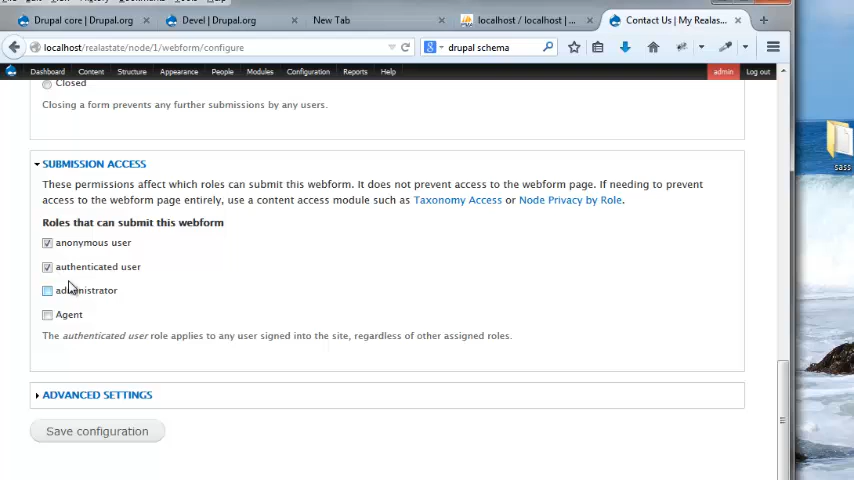 Drupal core | Drupal.org
Devel | Drupal.org
New Tab
localhost / localhost | ...
Contact Us | My Realas...
localhost/realastate/node/1/webform/configure
drupal schema
Dashboard Content Structure Appearance People Modules Configuration Reports Help admin Log out
Closed
Closing a form prevents any further submissions by any users.
SUBMISSION ACCESS
These permissions affect which roles can submit this webform. It does not prevent access to the webform page. If needing to prevent
access to the webform page entirely, use a content access module such as Taxonomy Access or Node Privacy by Role.
Roles that can submit this webform
anonymous user
authenticated user
administrator
Agent
The authenticated user role applies to any user signed into the site, regardless of other assigned roles.
ADVANCED SETTINGS
Save configuration
sass